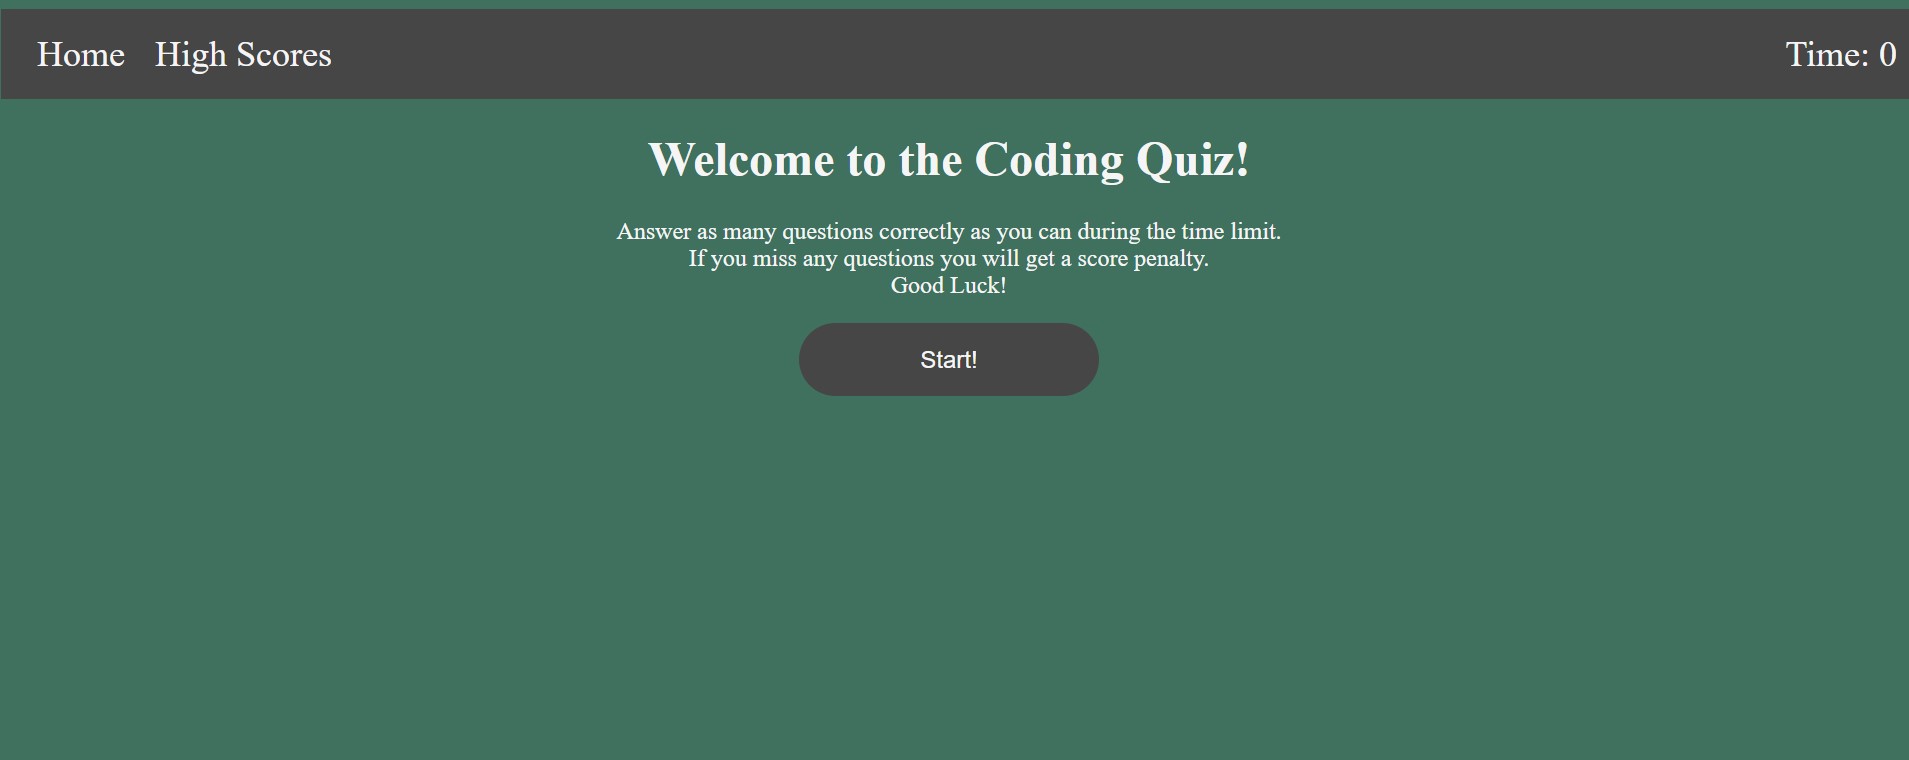 Home High Scores Time: 0
Welcome to the Coding Quiz!
Answer as many questions correctly as you can during the time limit.
If you miss any questions you will get a score penalty.
Good Luck!
Start!